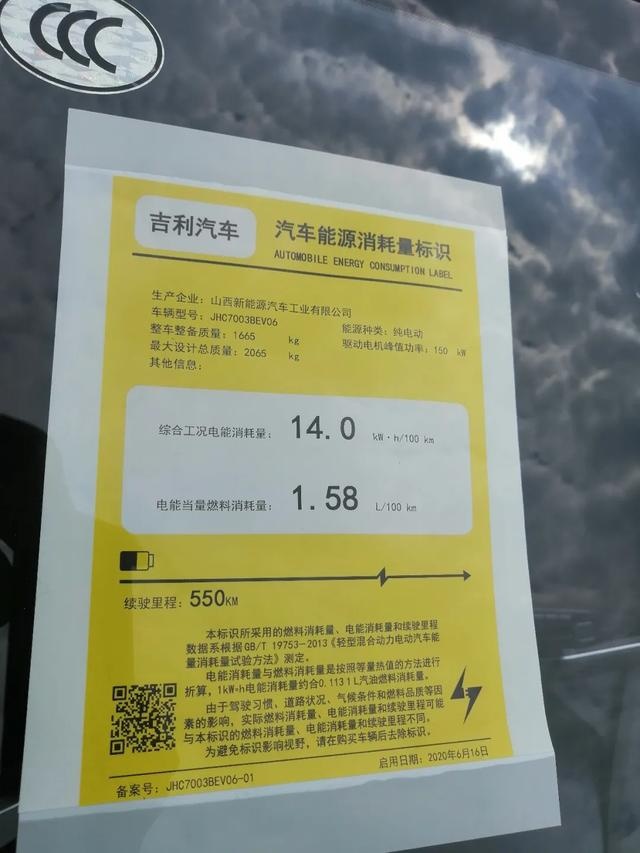 CCC
吉利汽车
汽车能源消耗量标识
AUTOMOBILE ENERGY CONSUMPTION LABEL
生产企业：山西新能源汽车工业有限公司
车辆型号：JHC7003BEV06 能源种类：纯电动
整车整备质量：1665 kg 驱动电机峰值功率：150 kW
最大设计总质量：2065 kg
其他信息：
综合工况电能消耗量： 14.0 kW·h/100 km
电能当量燃料消耗量： 1.58 L/100 km
续驶里程：550KM
本标识所采用的燃料消耗量、电能消耗量和续驶里程
数据系根据GB/T 19753-2013《轻型混合动力电动汽车能
量消耗量试验方法》测定。
电能消耗量与燃料消耗量是按照等量热值的方法进行
折算，1kW·h电能消耗量约合0.1131L汽油燃料消耗量。
由于驾驶习惯、道路状况、气候条件和燃料品质等因
素的影响，实际燃料消耗量、电能消耗量和续驶里程可能
与本标识的燃料消耗量、电能消耗量和续驶里程不同。
为避免标识影响视野，请在购买车辆后去除标识。
备案号：JHC7003BEV06-01 启用日期：2020年6月16日